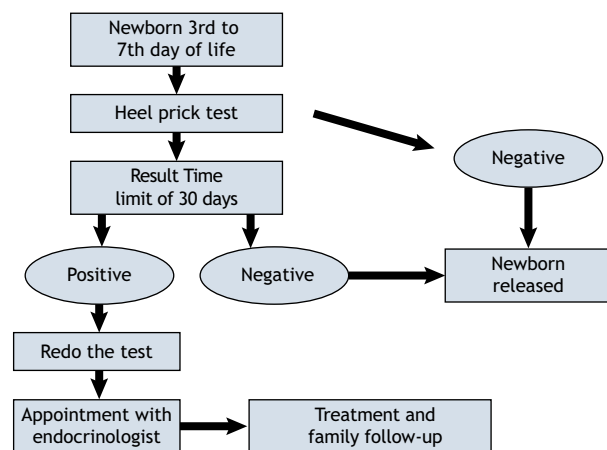 Newborn 3rd to
7th day of life
Heel prick test
Negative
Result Time
limit of 30 days
Positive
Negative
Newborn
released
Redo the test
Appointment with
endocrinologist
Treatment and
family follow-up